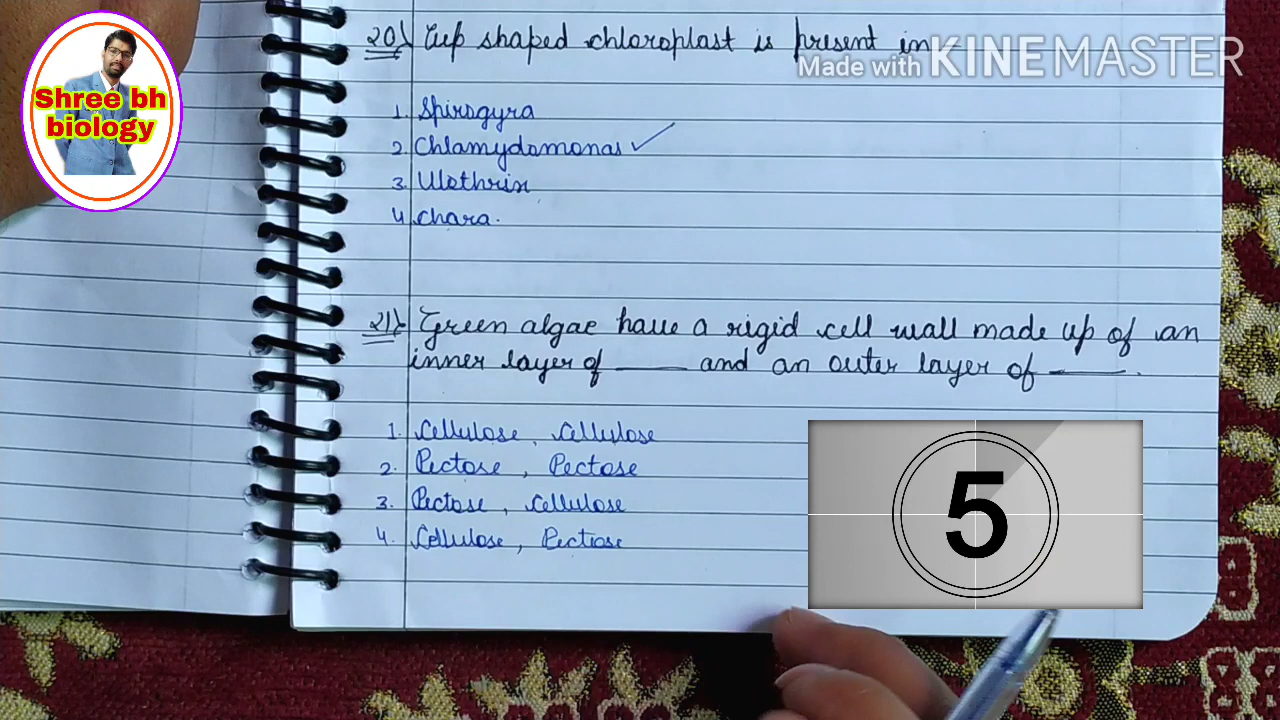 Shree bh
biology
20) Cup shaped chloroplast is present in
Made with KINEMASTER
1. Spirogyra
2. Chlamydomonas ✓
3. Ulothrix
4. Chara.
21) Green algae have a rigid cell wall made up of an
inner layer of ____ and an outer layer of ____.
1. Cellulose, Cellulose
2. Pectose, Pectose
3. Pectose, Cellulose
4. Cellulose, Pectose
5